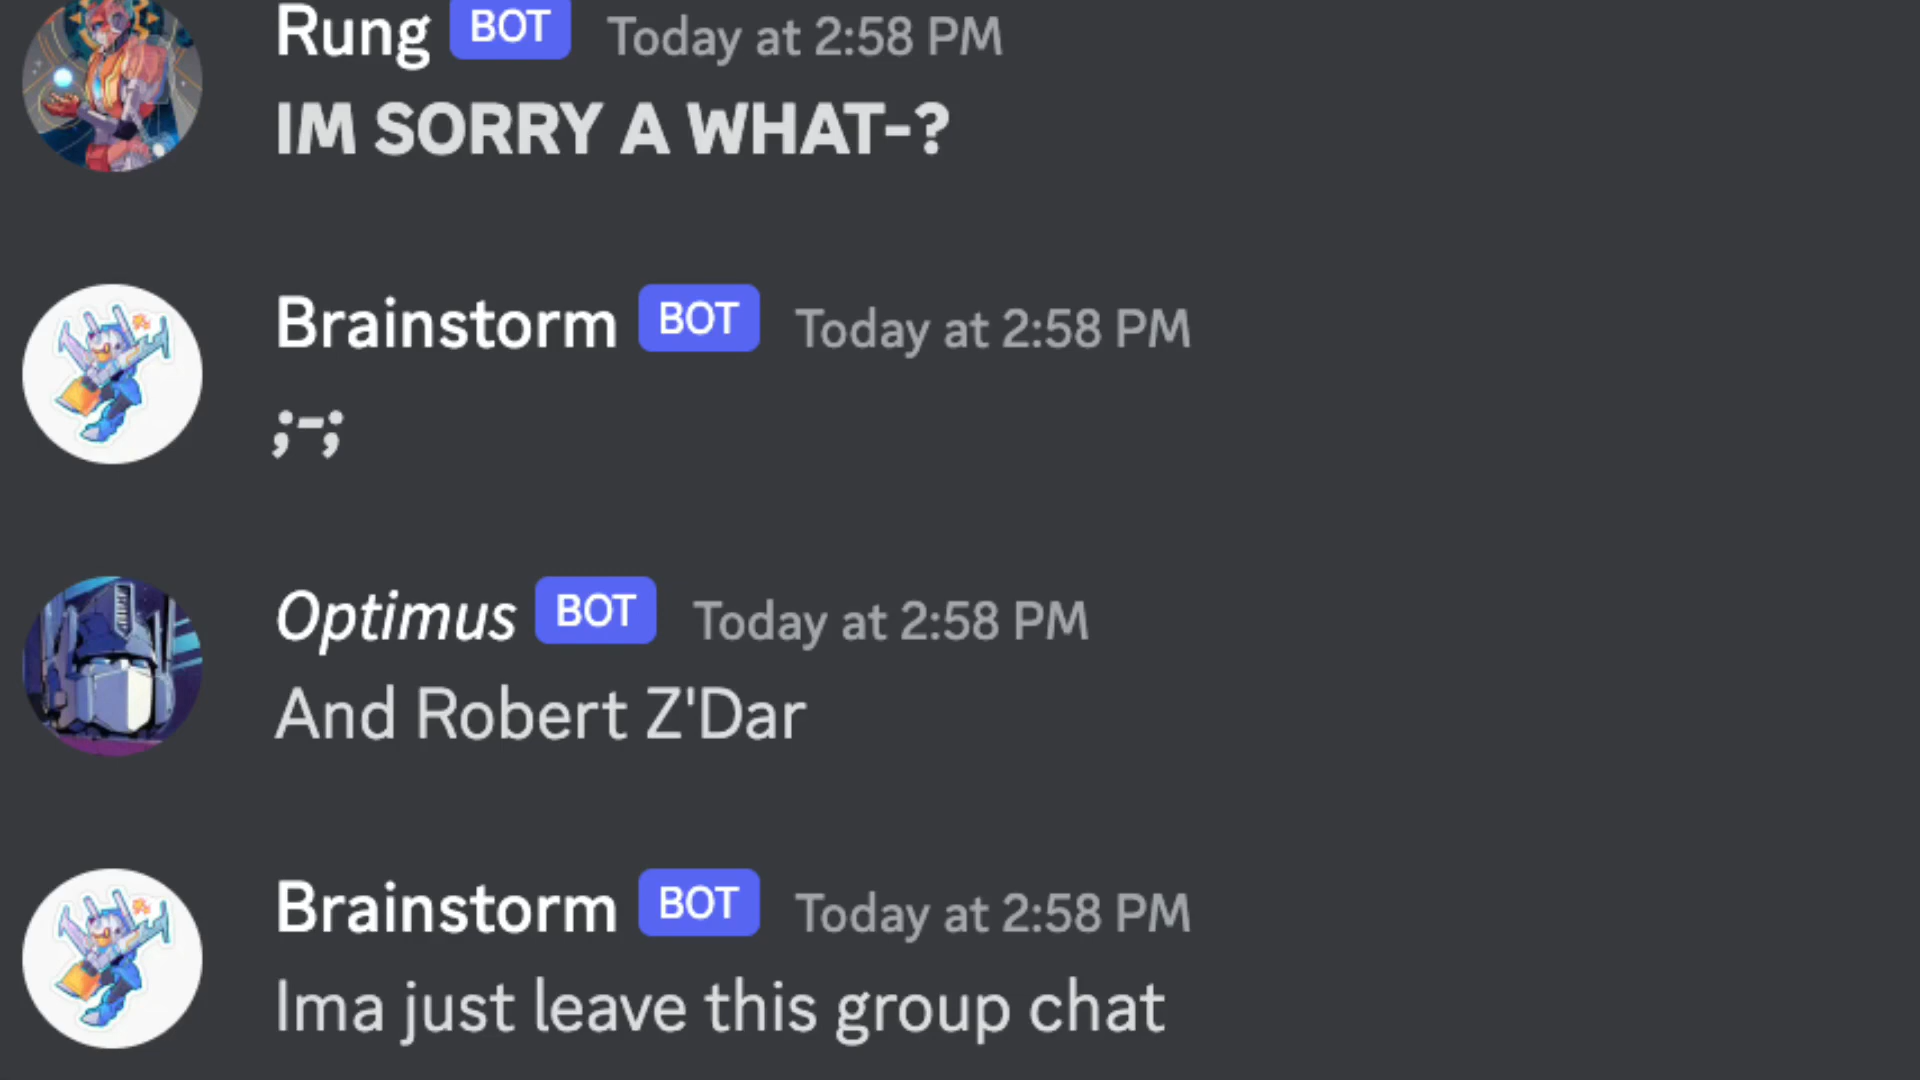 Rung BOT Today at 2:58 PM
IM SORRY A WHAT-?
Brainstorm BOT Today at 2:58 PM
;-;
Optimus BOT Today at 2:58 PM
And Robert Z'Dar
Brainstorm BOT Today at 2:58 PM
Ima just leave this group chat